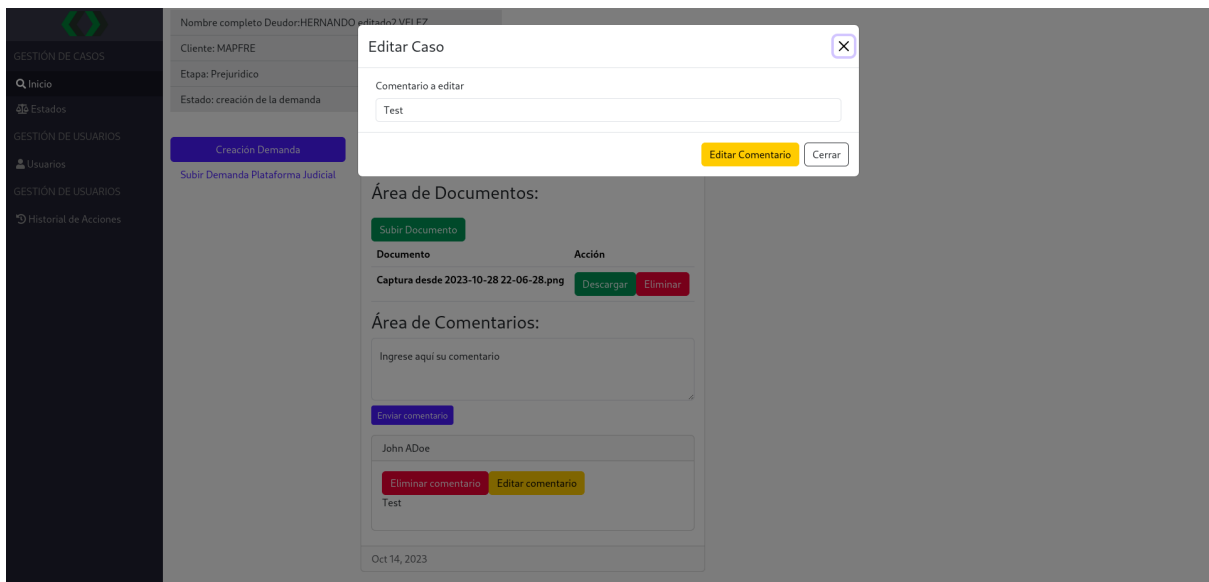 GESTIÓN DE CASOS
Inicio
Estados
GESTIÓN DE USUARIOS
Usuarios
GESTIÓN DE USUARIOS
Historial de Acciones
Nombre completo Deudor:HERNANDO editado2 VELEZ
Cliente: MAPFRE
Etapa: Prejuridico
Estado: creación de la demanda
Creación Demanda
Subir Demanda Plataforma Judicial
Editar Caso
Comentario a editar
Test
Editar Comentario
Cerrar
Área de Documentos:
Subir Documento
Documento Acción
Captura desde 2023-10-28 22-06-28.png Descargar Eliminar
Área de Comentarios:
Ingrese aquí su comentario
Enviar comentario
John ADoe
Eliminar comentario Editar comentario
Test
Oct 14, 2023